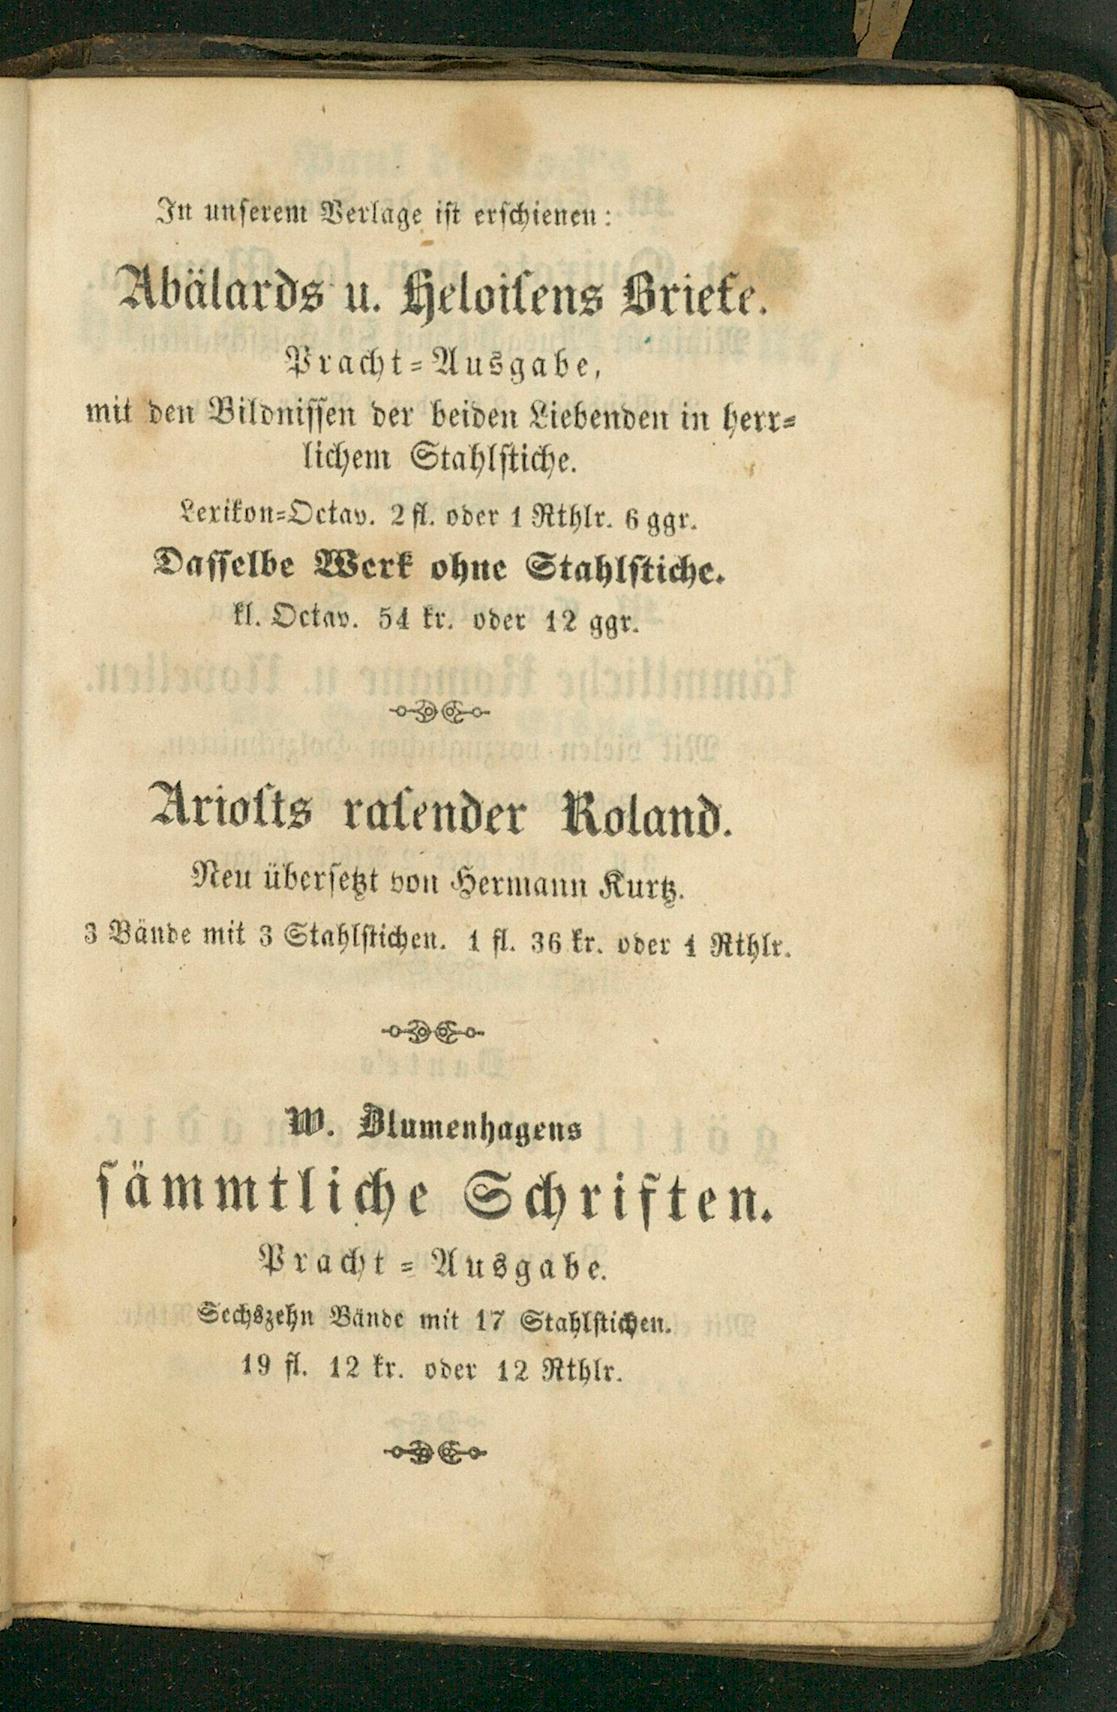 In unserem Verlage ist erschienen:
Abälards u. Heloisens Briefe.
Pracht-Ausgabe,
mit den Bildnissen der beiden Liebenden in herr-
lichem Stahlstiche.
Lexikon-Octav. 2 fl. oder 1 Rthlr. 6 ggr.
Dasselbe Werk ohne Stahlstiche.
kl. Octav. 54 kr. oder 12 ggr.
Ariosts rasender Roland.
Neu übersetzt von Hermann Kurtz.
3 Bände mit 3 Stahlstichen. 1 fl. 36 kr. oder 1 Rthlr.
W. Blumenhagens
sämmtliche Schriften.
Pracht-Ausgabe.
Sechszehn Bände mit 17 Stahlstichen.
19 fl. 12 kr. oder 12 Rthlr.